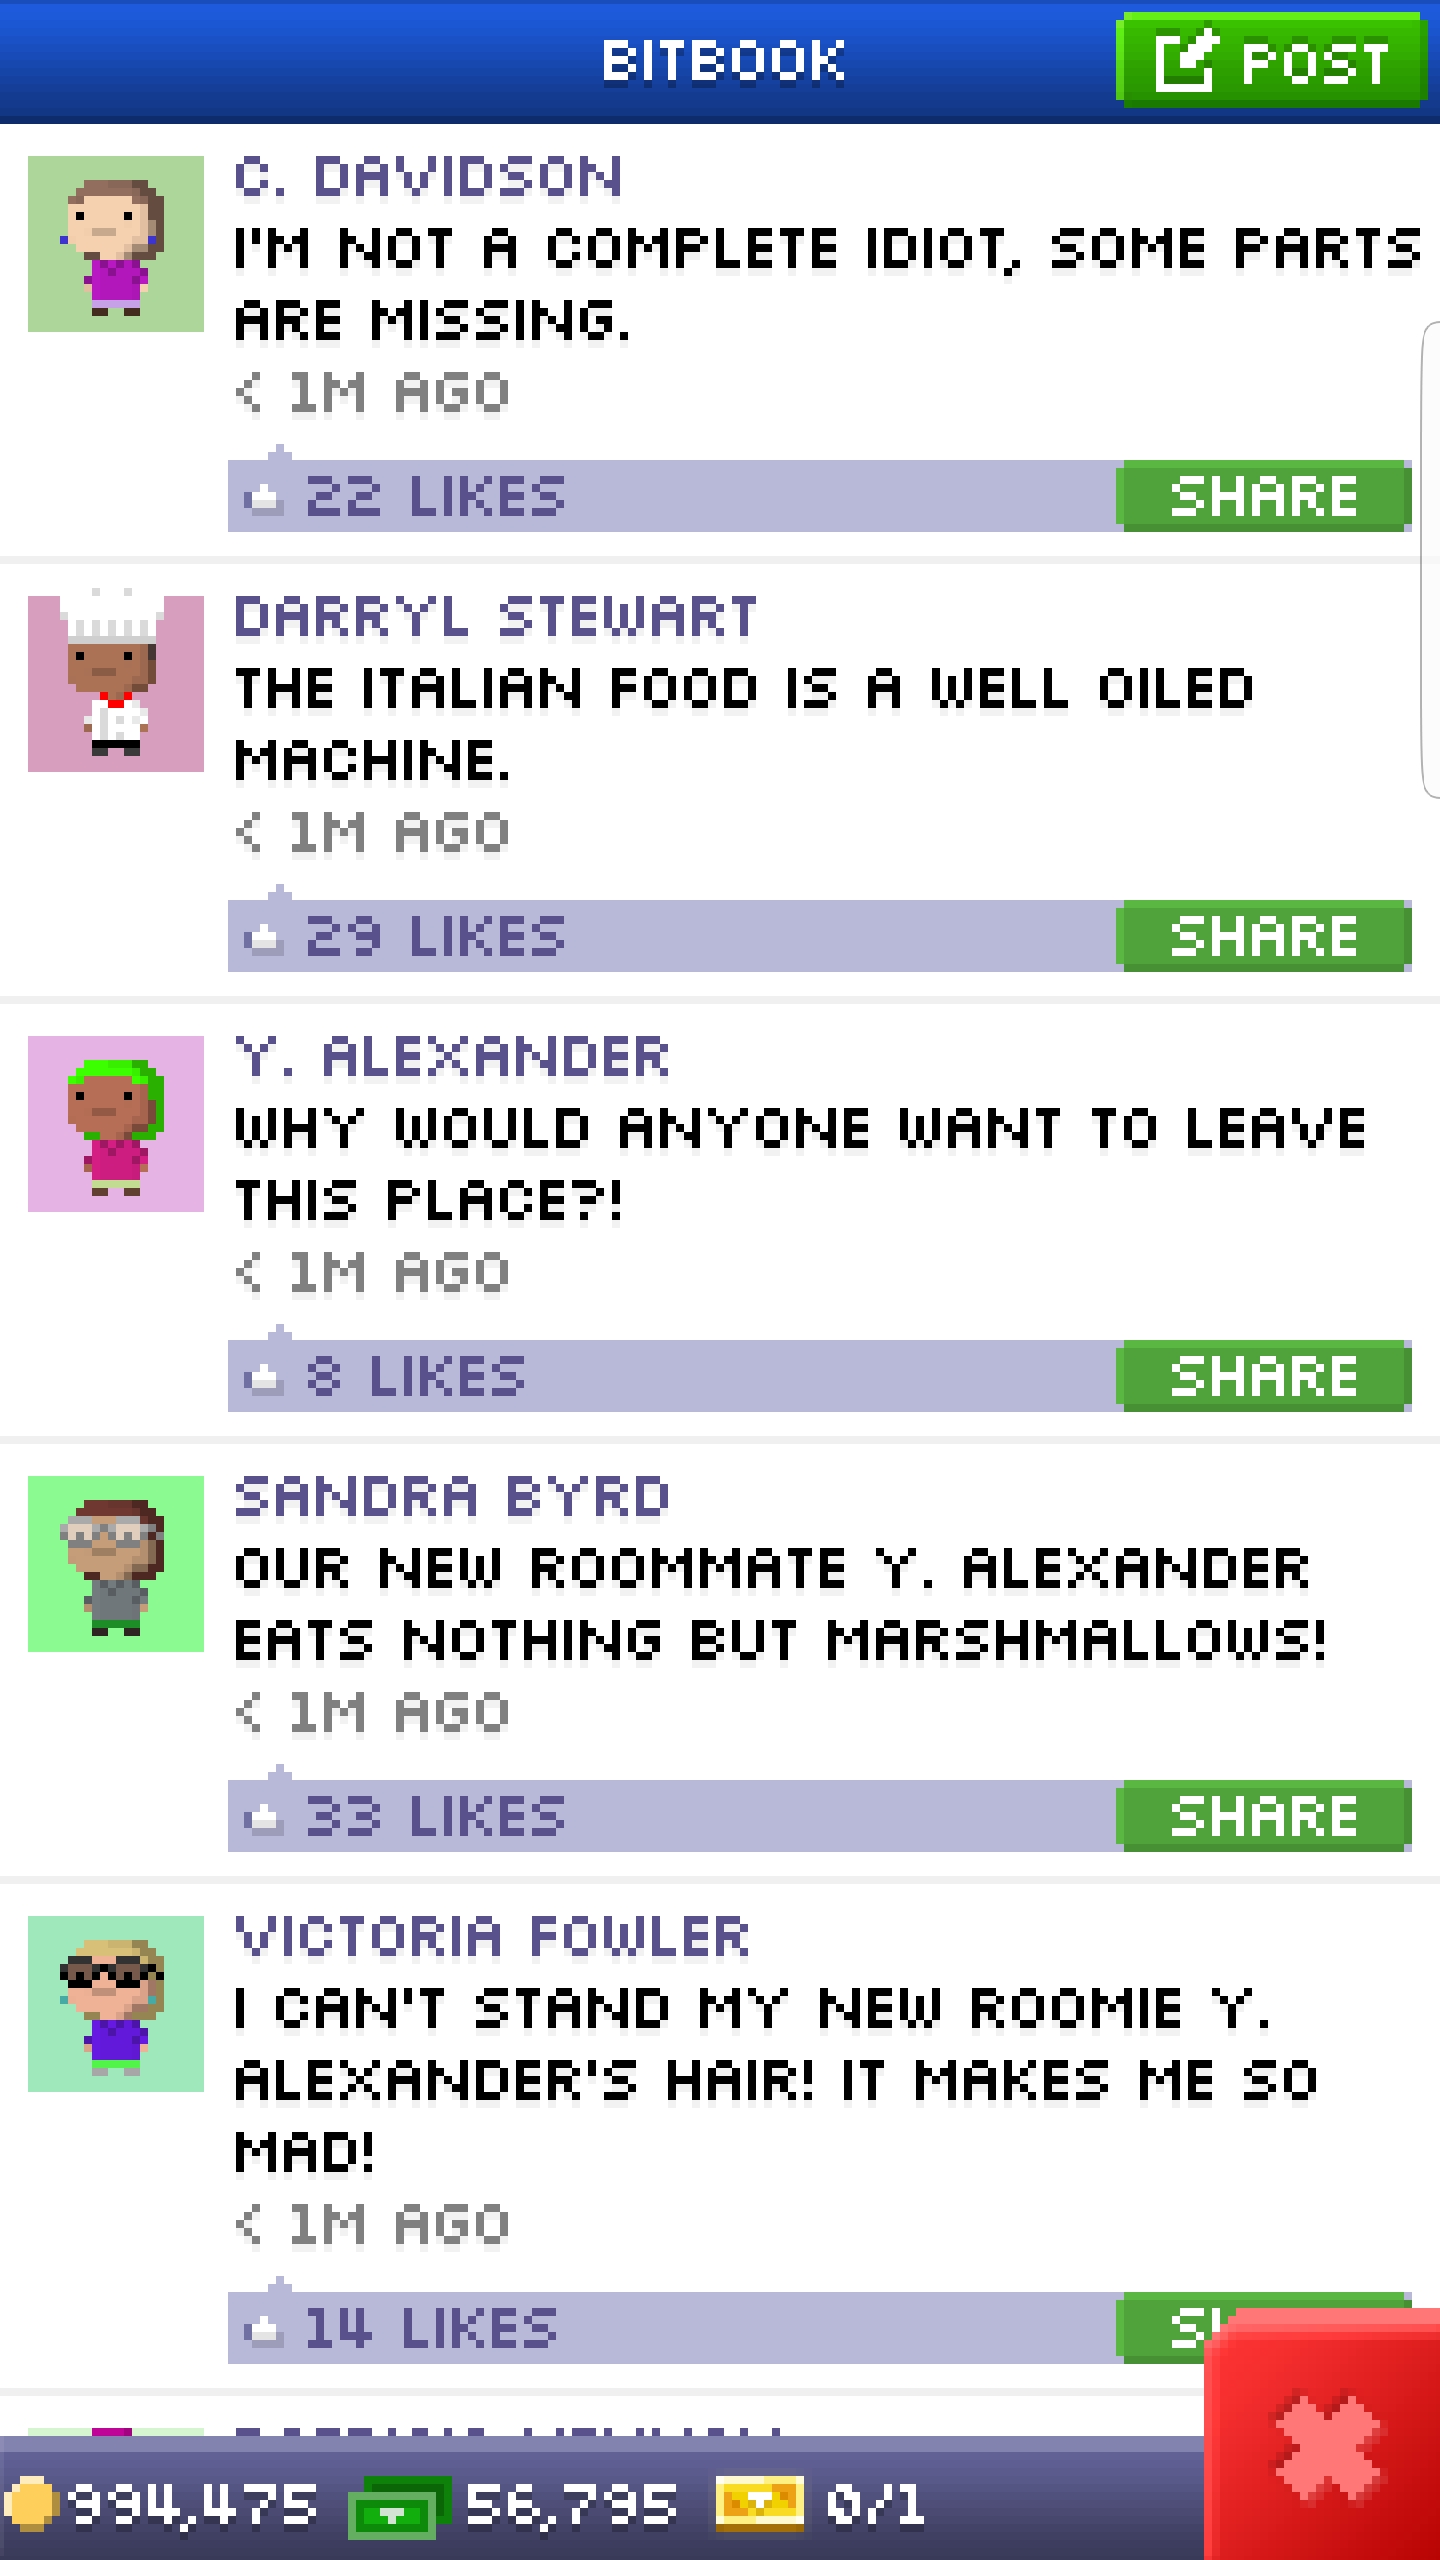 BITBOOK
POST
C. DAVIDSON
I'M NOT A COMPLETE IDIOT, SOME PARTS
ARE MISSING.
< 1M AGO
22 LIKES
SHARE
DARRYL STEWART
THE ITALIAN FOOD IS A WELL OILED
MACHINE.
< 1M AGO
29 LIKES
SHARE
Y. ALEXANDER
WHY WOULD ANYONE WANT TO LEAVE
THIS PLACE?!
< 1M AGO
8 LIKES
SHARE
SANDRA BYRD
OUR NEW ROOMMATE Y. ALEXANDER
EATS NOTHING BUT MARSHMALLOWS!
< 1M AGO
33 LIKES
SHARE
VICTORIA FOWLER
I CAN'T STAND MY NEW ROOMIE Y.
ALEXANDER'S HAIR! IT MAKES ME SO
MAD!
< 1M AGO
14 LIKES
994,475
56,795
0/1